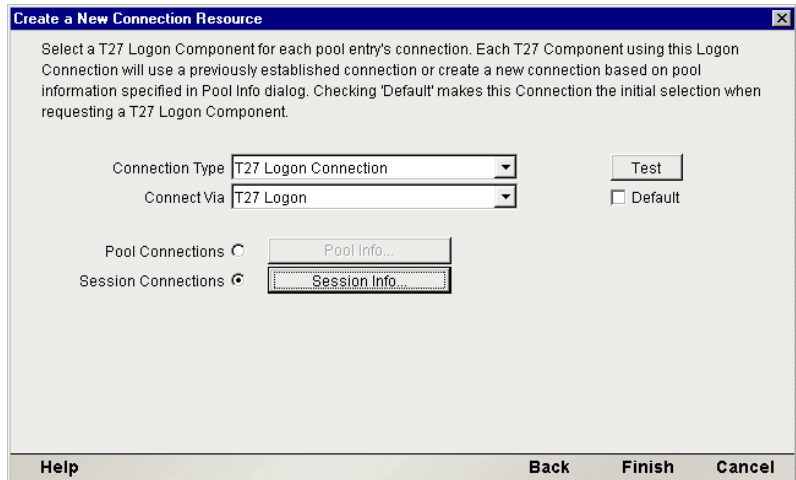 Create a New Connection Resource
Select a T27 Logon Component for each pool entry's connection. Each T27 Component using this Logon
Connection will use a previously established connection or create a new connection based on pool
information specified in Pool Info dialog. Checking 'Default' makes this Connection the initial selection when
requesting a T27 Logon Component.
Connection Type T27 Logon Connection Test
Connect Via T27 Logon Default
Pool Connections Pool Info...
Session Connections Session Info...
Help Back Finish Cancel